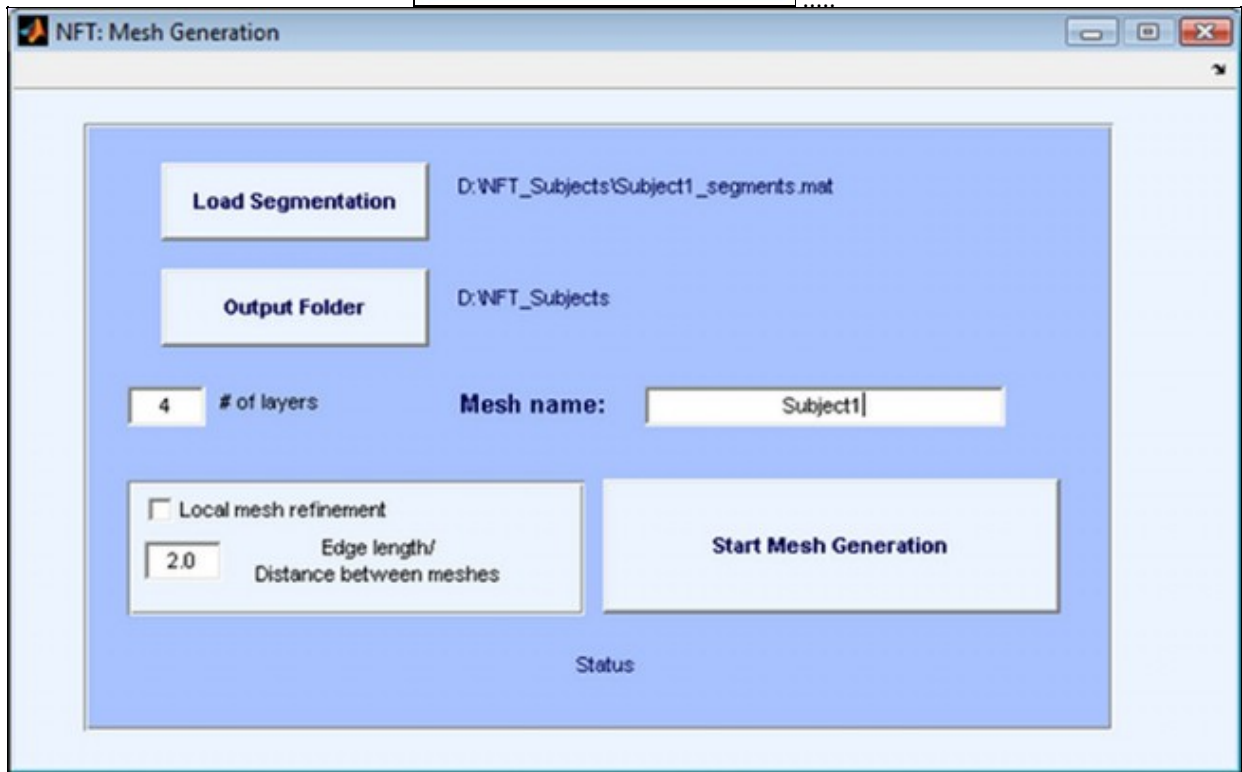 NFT: Mesh Generation
Load Segmentation
D:\NFT_Subjects\Subject1_segments.mat
Output Folder
D:\NFT_Subjects
4
# of layers
Mesh name:
Subject1
Local mesh refinement
2.0
Edge length/
Distance between meshes
Start Mesh Generation
Status